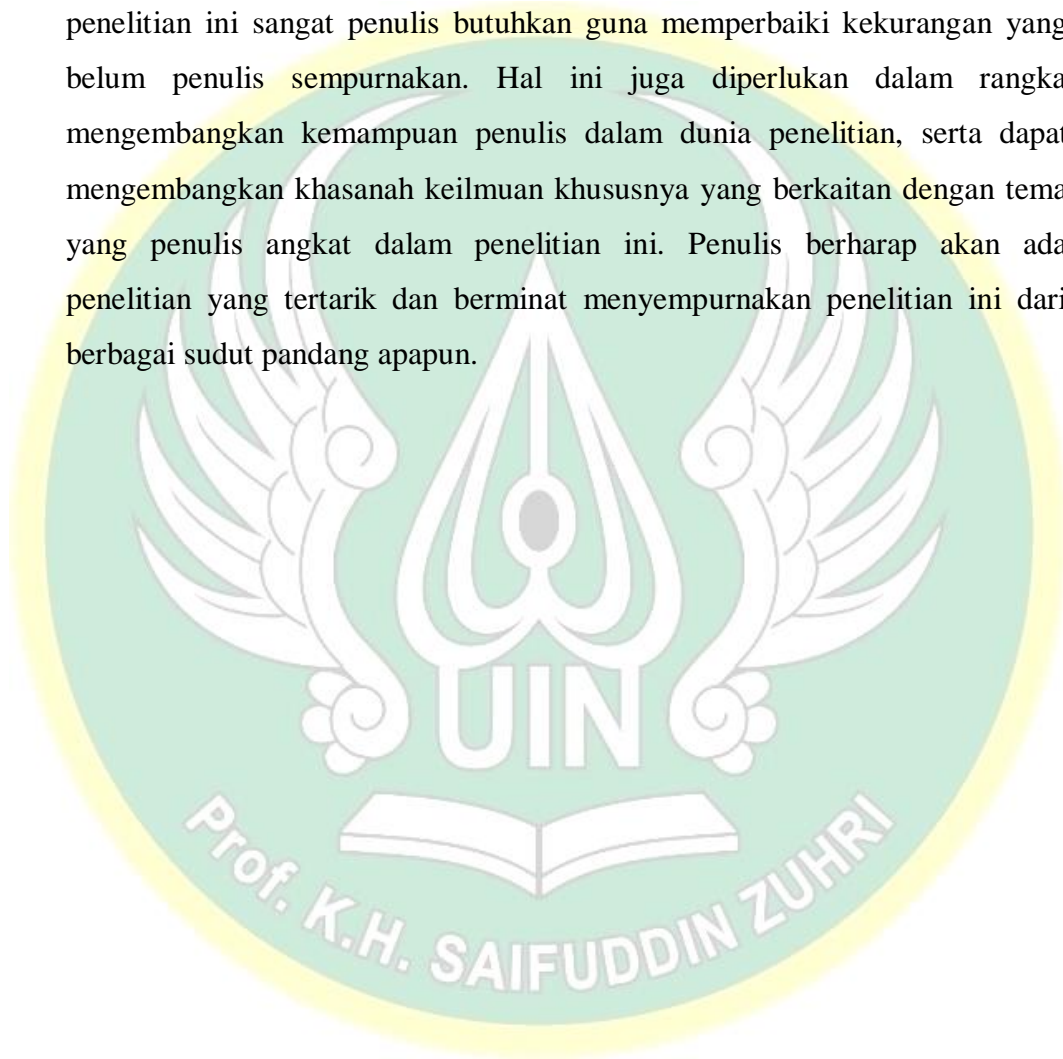 penelitian ini sangat penulis butuhkan guna memperbaiki kekurangan yang
belum penulis sempurnakan. Hal ini juga diperlukan dalam rangka
mengembangkan kemampuan penulis dalam dunia penelitian, serta dapat
mengembangkan khasanah keilmuan khususnya yang berkaitan dengan tema
yang penulis angkat dalam penelitian ini. Penulis berharap akan ada
penelitian yang tertarik dan berminat menyempurnakan penelitian ini dari
berbagai sudut pandang apapun.
UIN
Prof. K.H. SAIFUDDIN ZUHRI